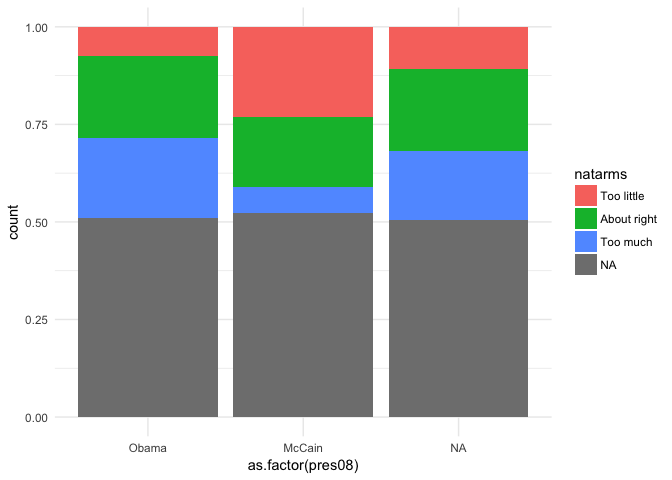 1.00
0.75
0.50
0.25
0.00
count
Obama McCain NA
as.factor(pres08)
natarms
Too little
About right
Too much
NA